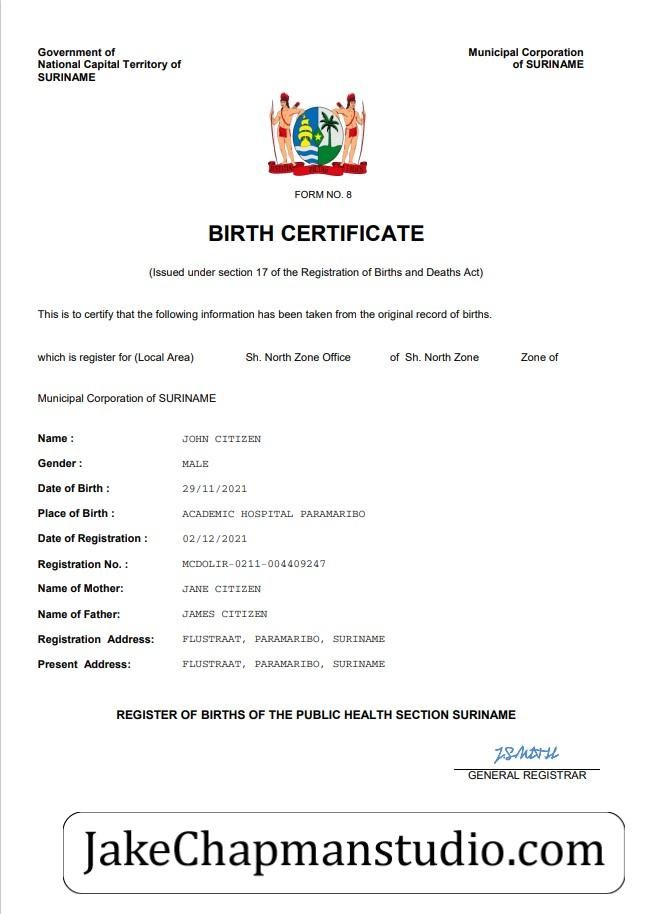 Government of
National Capital Territory of
SURINAME
Municipal Corporation
of SURINAME
FORM NO. 8
BIRTH CERTIFICATE
(Issued under section 17 of the Registration of Births and Deaths Act)
This is to certify that the following information has been taken from the original record of births.
which is register for (Local Area) Sh. North Zone Office of Sh. North Zone Zone of
Municipal Corporation of SURINAME
Name : JOHN CITIZEN
Gender : MALE
Date of Birth : 29/11/2021
Place of Birth : ACADEMIC HOSPITAL PARAMARIBO
Date of Registration : 02/12/2021
Registration No. : MCDOLIR-0211-004409247
Name of Mother: JANE CITIZEN
Name of Father: JAMES CITIZEN
Registration Address: FLUSTRAAT, PARAMARIBO, SURINAME
Present Address: FLUSTRAAT, PARAMARIBO, SURINAME
REGISTER OF BIRTHS OF THE PUBLIC HEALTH SECTION SURINAME
GENERAL REGISTRAR
JakeChapmanstudio.com